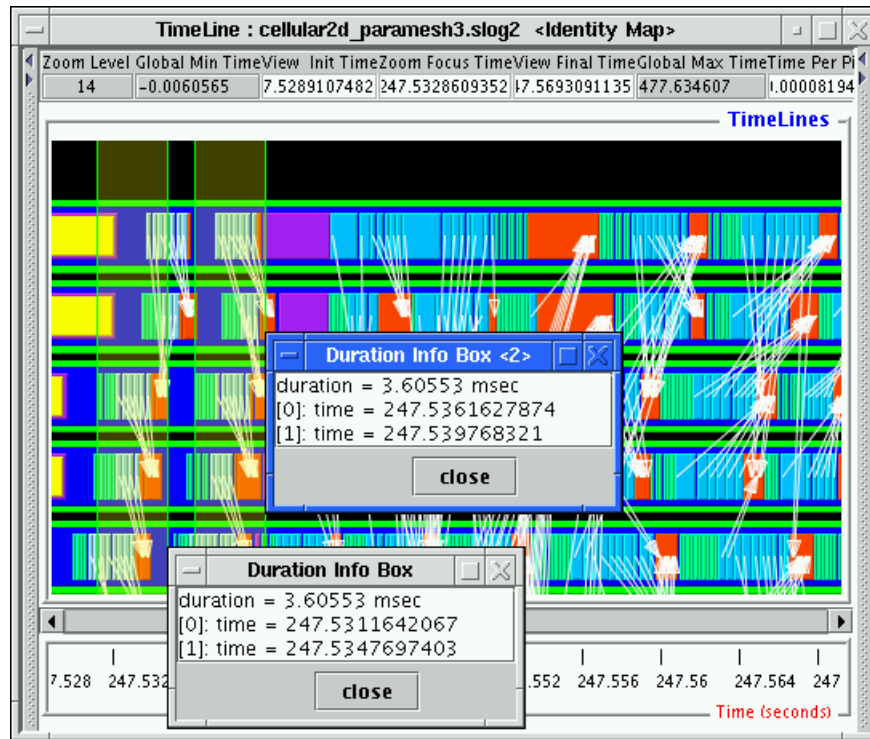 TimeLine : cellular2d_paramesh3.slog2 <Identity Map>
Zoom Level Global Min Time View Init Time Zoom Focus Time View Final Time Global Max Time Time Per Pi
14 -0.0060565 7.5289107482 247.5328609352 17.5693091135 477.634607 .00008194
TimeLines
Duration Info Box <2>
duration = 3.60553 msec
[0]: time = 247.5361627874
[1]: time = 247.539768321
close
Duration Info Box
duration = 3.60553 msec
[0]: time = 247.5311642067
[1]: time = 247.5347697403
close
7.528 247.532 .552 247.556 247.56 247.564 247
Time (seconds)